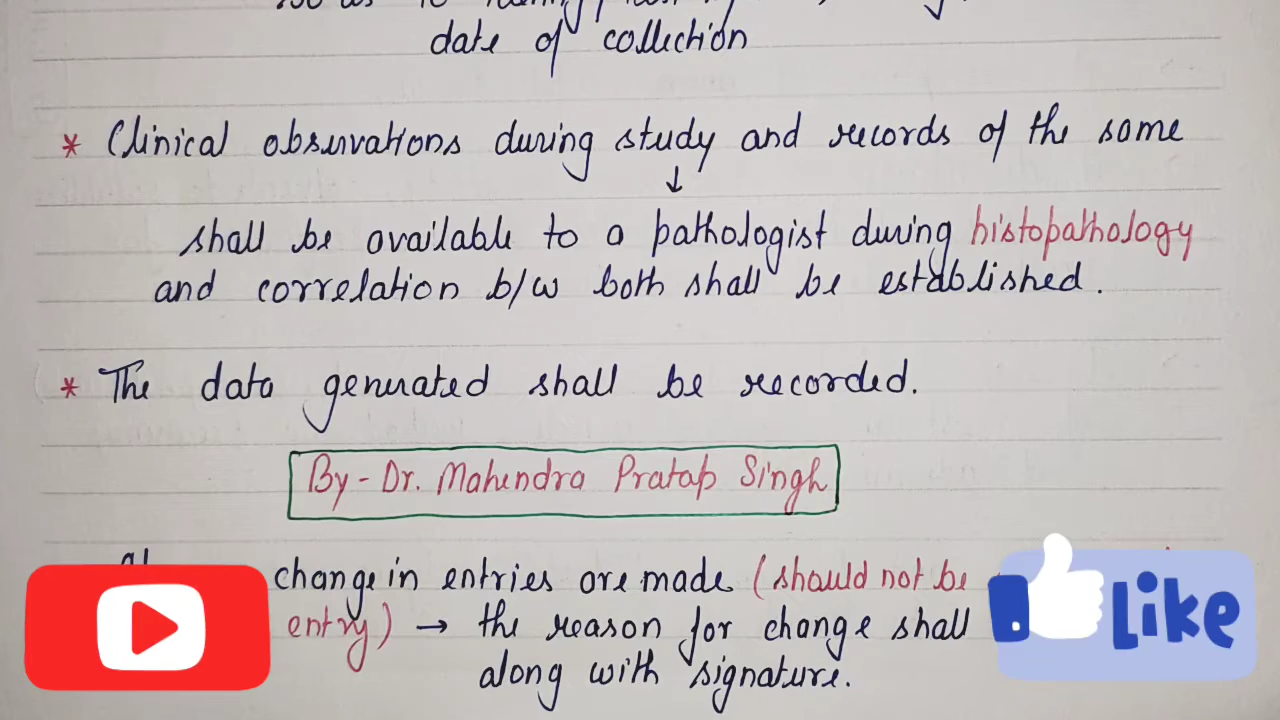 date of collection
* Clinical observations during study and records of the same
↓
shall be available to a pathologist during histopathology
and correlation b/w both shall be established.
* The data generated shall be recorded.
By - Dr. Mahendra Pratap Singh
change in entries are made (should not be
entry) → the reason for change shall
along with signature.
Like